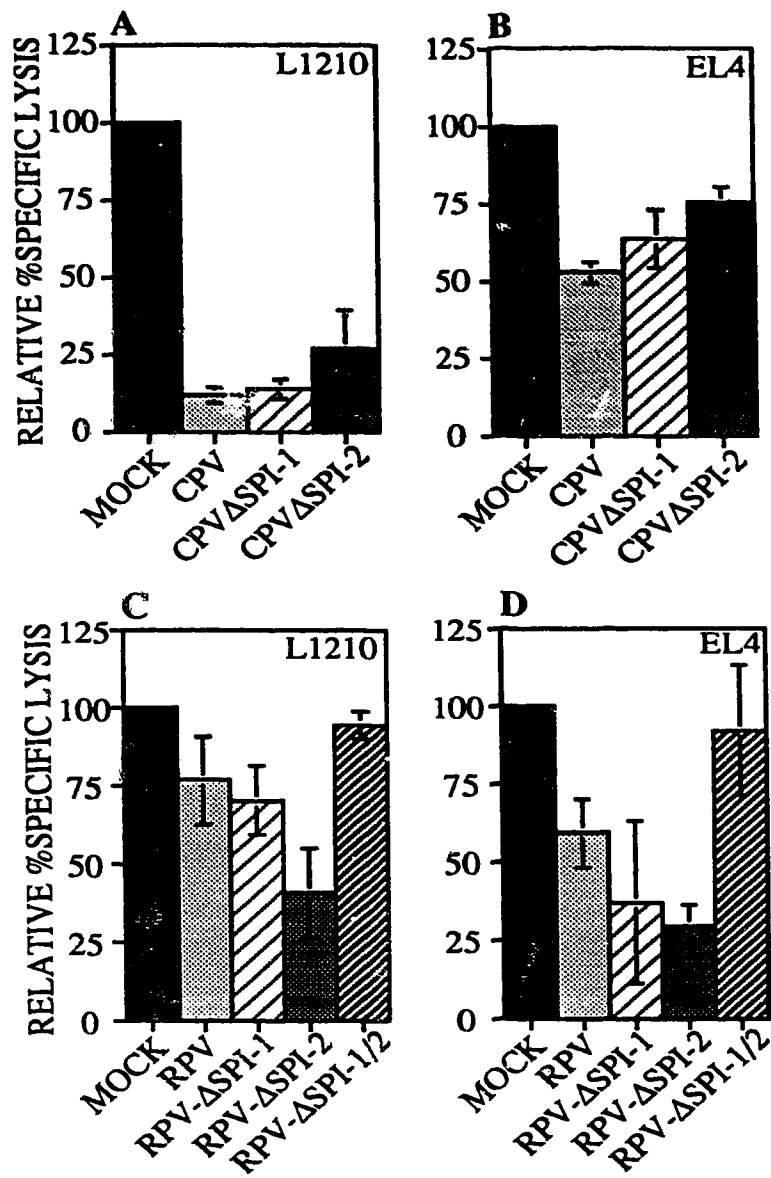 A
B
RELATIVE %SPECIFIC LYSIS
125
100
75
50
25
0
L1210
MOCK
CPV
CPVΔSPI-1
CPVΔSPI-2
125
100
75
50
25
0
EL4
MOCK
CPV
CPVΔSPI-1
CPVΔSPI-2
C
D
RELATIVE %SPECIFIC LYSIS
125
100
75
50
25
0
L1210
MOCK
RPV
RPV-ΔSPI-1
RPV-ΔSPI-2
RPV-ΔSPI-1/2
125
100
75
50
25
0
EL4
MOCK
RPV
RPV-ΔSPI-1
RPV-ΔSPI-2
RPV-ΔSPI-1/2